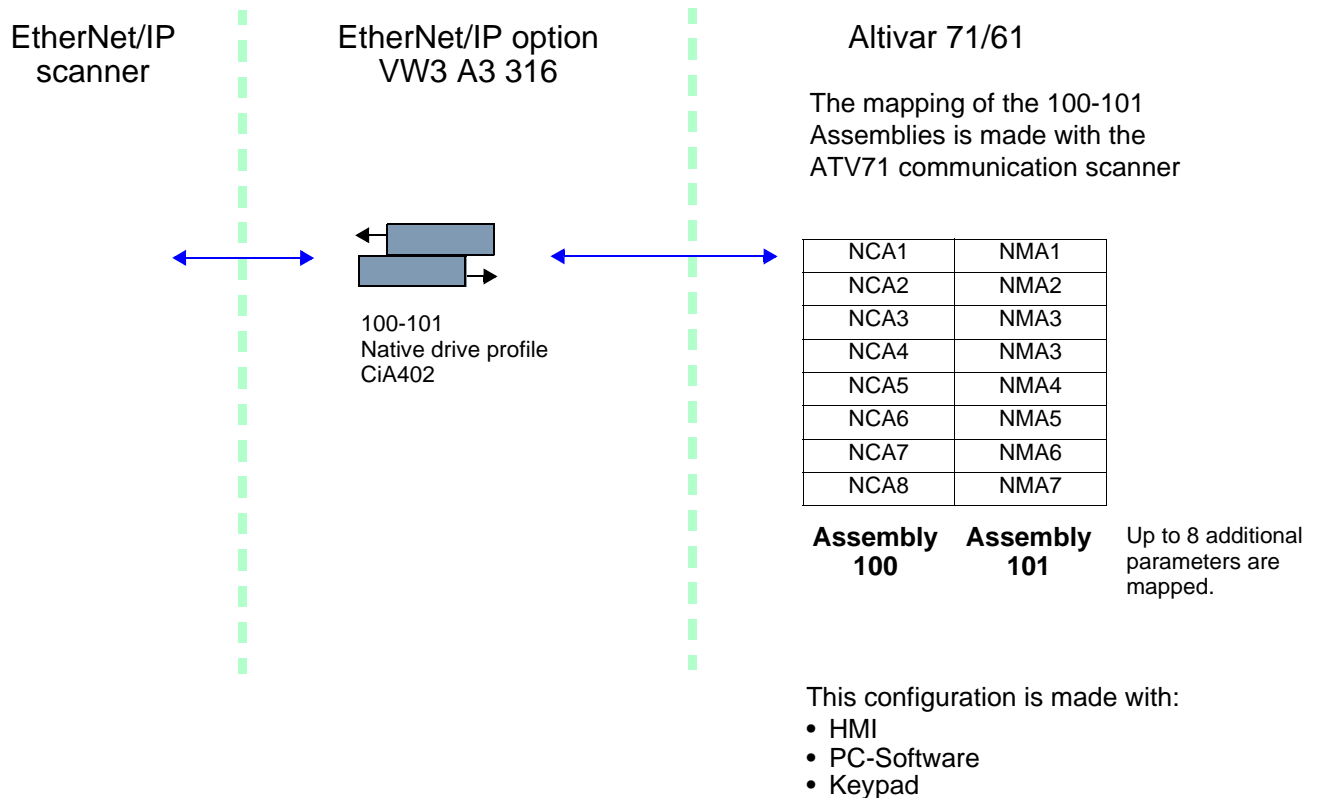 EtherNet/IP
scanner
EtherNet/IP option
VW3 A3 316
Altivar 71/61
The mapping of the 100-101
Assemblies is made with the
ATV71 communication scanner
100-101
Native drive profile
CiA402
NCA1 NMA1
NCA2 NMA2
NCA3 NMA3
NCA4 NMA3
NCA5 NMA4
NCA6 NMA5
NCA7 NMA6
NCA8 NMA7
Assembly
100
Assembly
101
Up to 8 additional
parameters are
mapped.
This configuration is made with:
• HMI
• PC-Software
• Keypad